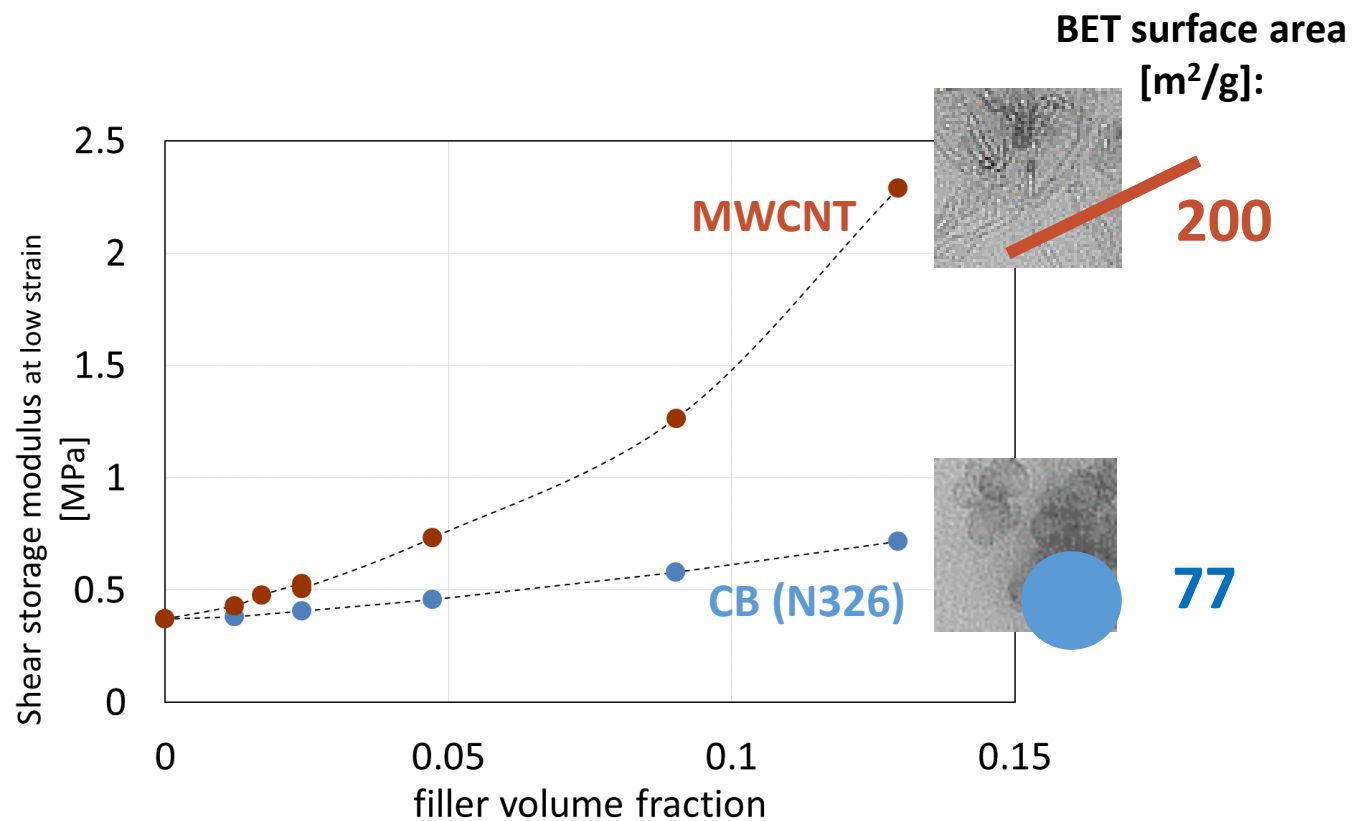 BET surface area
[m²/g]:
2.5
2
1.5
1
0.5
0
Shear storage modulus at low strain
[MPa]
MWCNT
200
CB (N326)
77
0
0.05
0.1
0.15
filler volume fraction